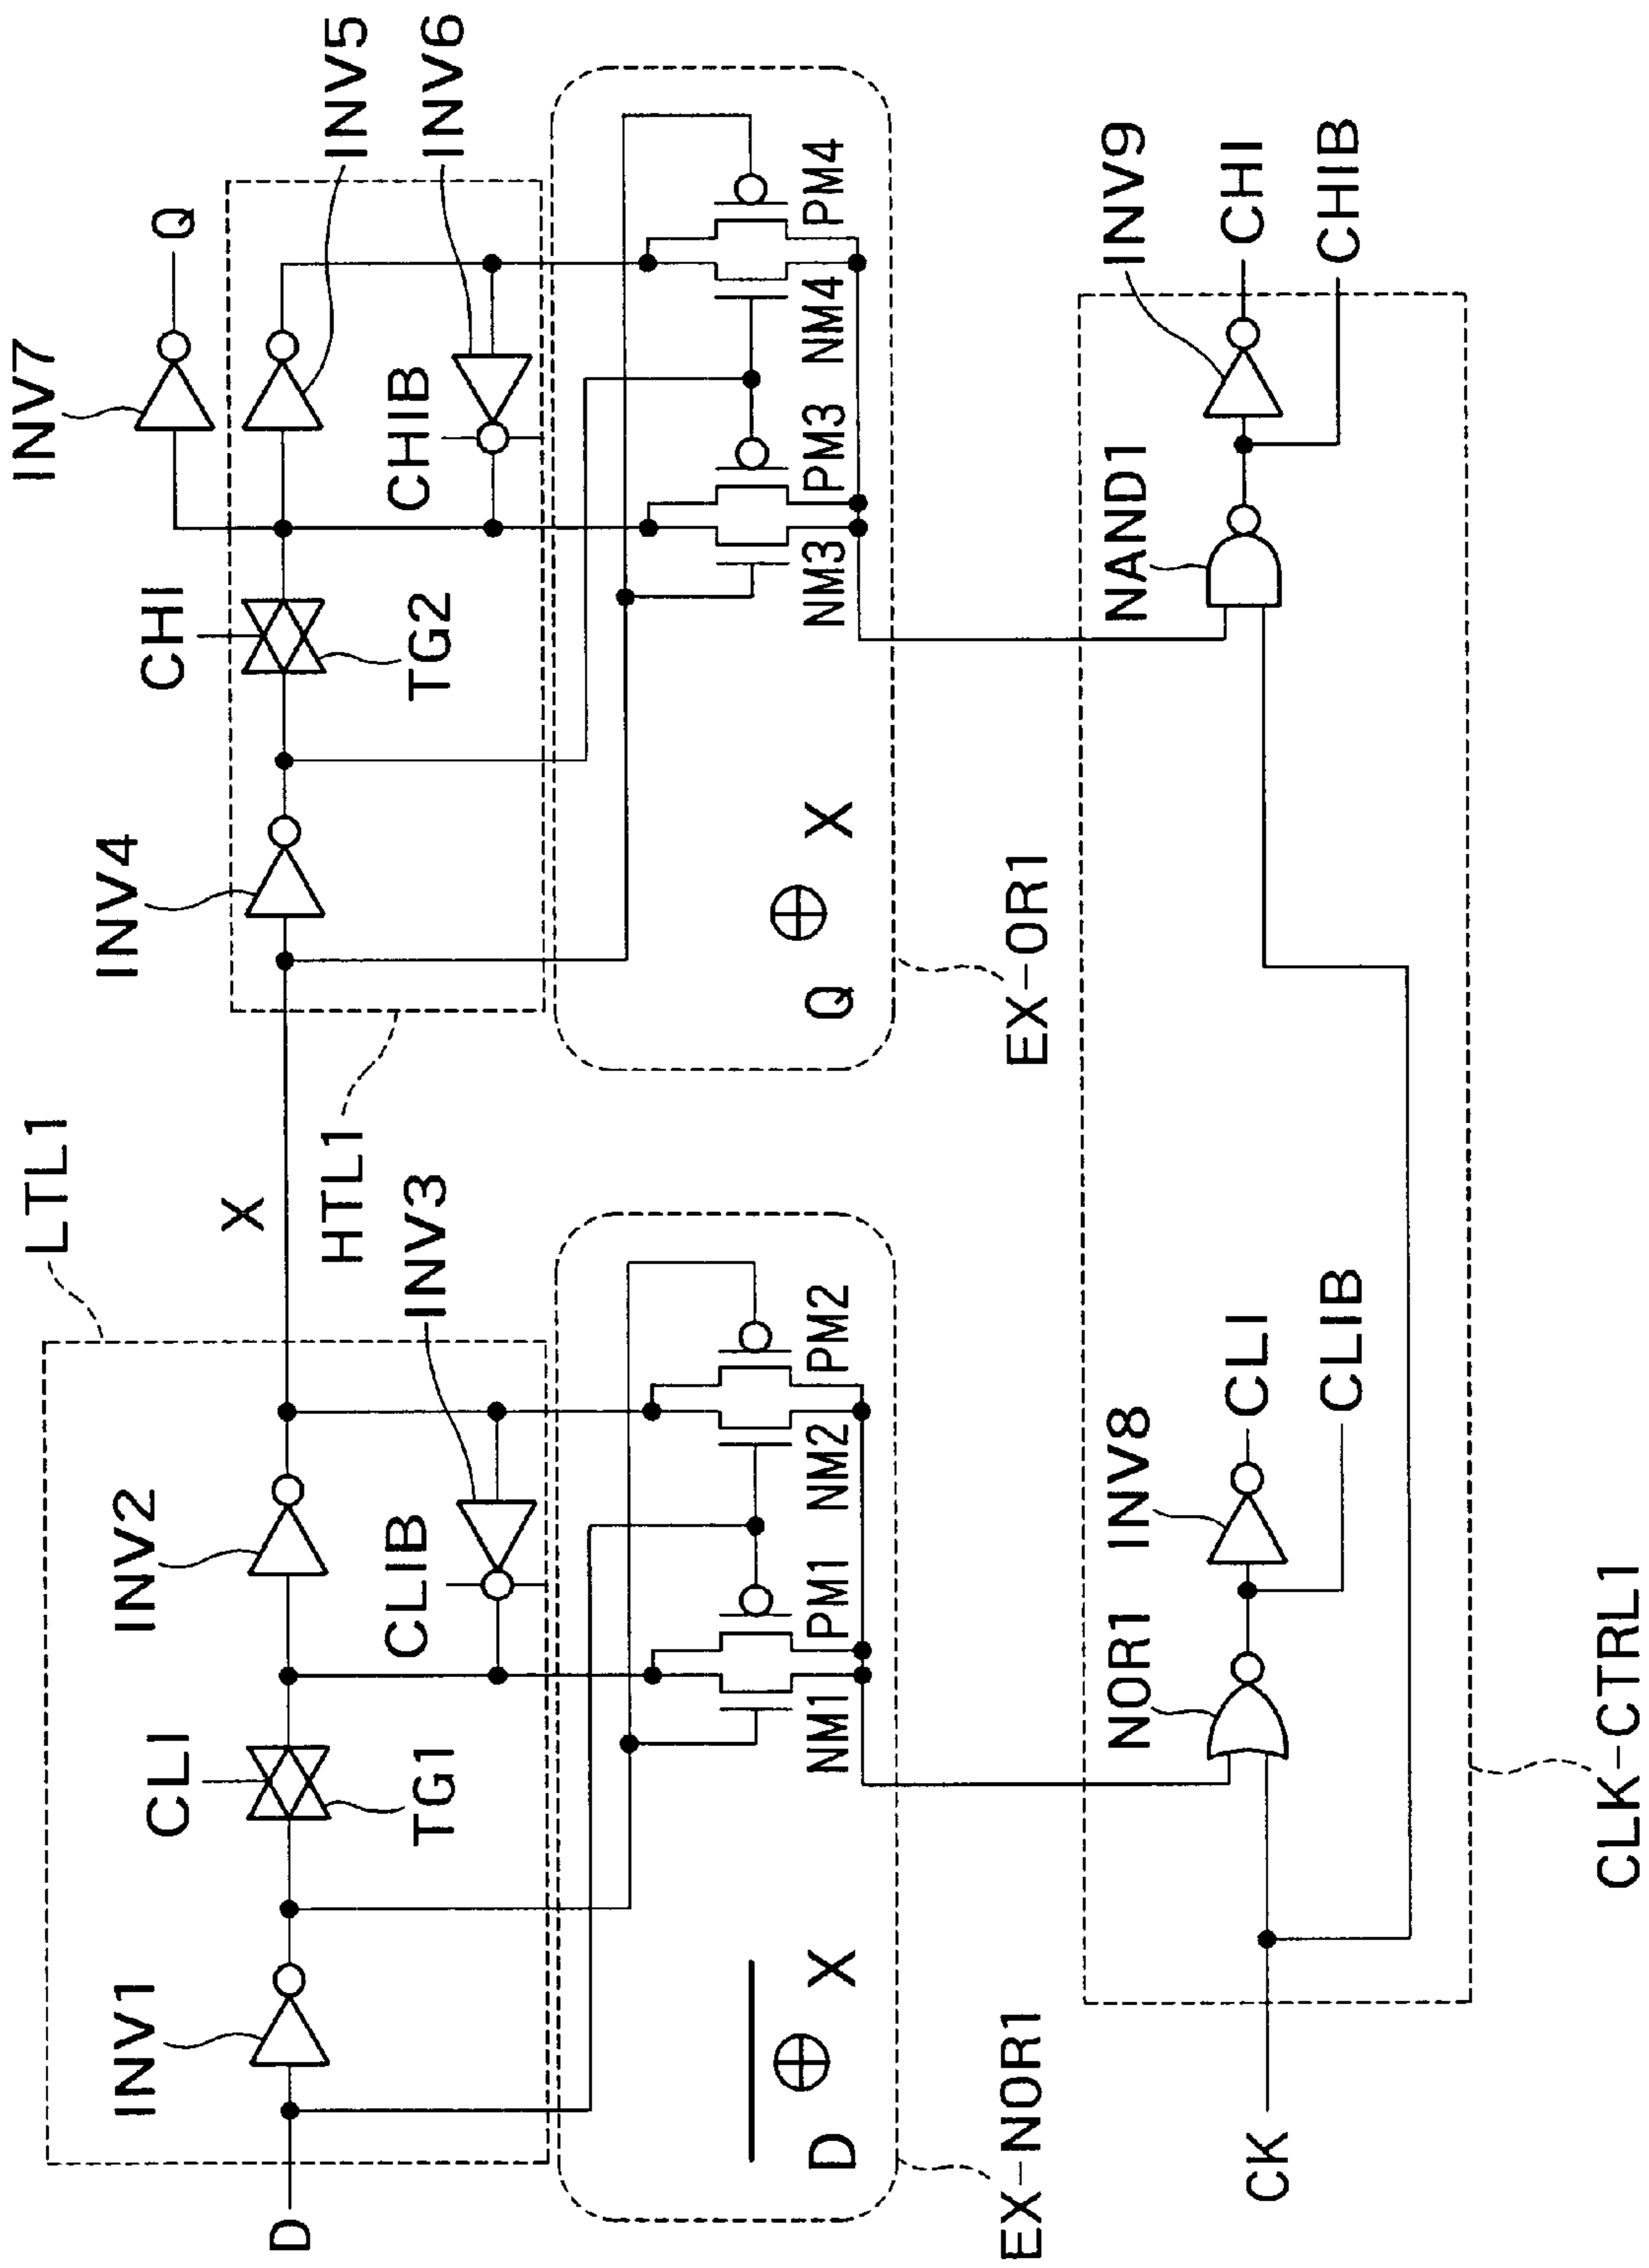 LTL1
INV7
INV1
CLI
INV2
X
INV4
CHI
Q
INV5
D
TG1
CLIB
INV3
HTL1
TG2
CHIB
INV6
D ⊕ X
NM1
PM1
NM2
PM2
Q ⊕ X
NM3
PM3
NM4
PM4
EX-NOR1
EX-OR1
NOR1
INV8
CLI
NAND1
INV9
CHI
CK
CLIB
CHIB
CLK-CTRL1